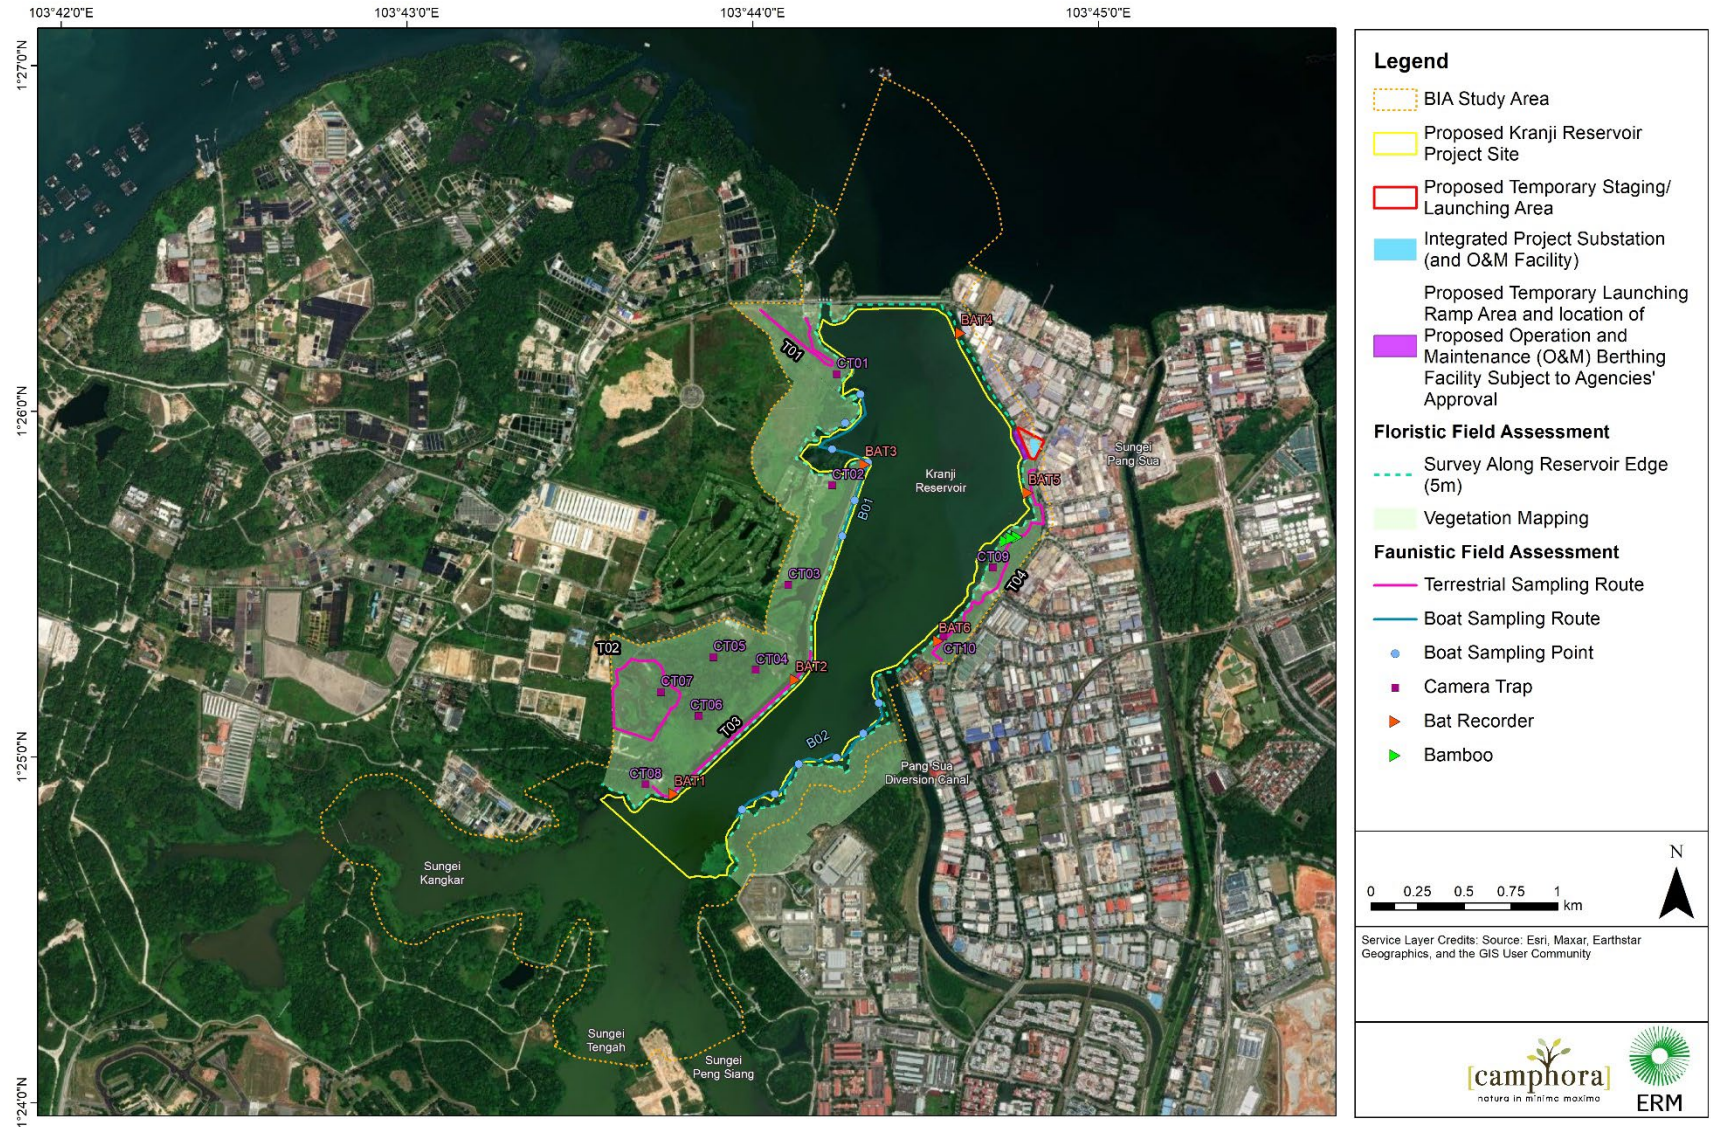 103°42'0"E
103°43'0"E
103°44'0"E
103°45'0"E
1°27'0"N
1°26'0"N
1°25'0"N
1°24'0"N
BAT4
T01
CT01
BAT3
CT02
Kranji
Reservoir
Sungei
Pang Sua
BAT5
B01
CT09
CT03
T04
BAT6
CT10
T02
CT05
CT04
BAT2
CT07
CT06
T03
B02
CT08
BAT1
Pang Sua
Diversion Canal
Sungei
Kangkar
Sungei
Tengah
Sungei
Peng Siang
Legend
BIA Study Area
Proposed Kranji Reservoir
Project Site
Proposed Temporary Staging/
Launching Area
Integrated Project Substation
(and O&M Facility)
Proposed Temporary Launching
Ramp Area and location of
Proposed Operation and
Maintenance (O&M) Berthing
Facility Subject to Agencies'
Approval
Floristic Field Assessment
Survey Along Reservoir Edge
(5m)
Vegetation Mapping
Faunistic Field Assessment
Terrestrial Sampling Route
Boat Sampling Route
Boat Sampling Point
Camera Trap
Bat Recorder
Bamboo
N
0 0.25 0.5 0.75 1
km
Service Layer Credits: Source: Esri, Maxar, Earthstar
Geographics, and the GIS User Community
[camphora]
natura in minima maxima
ERM